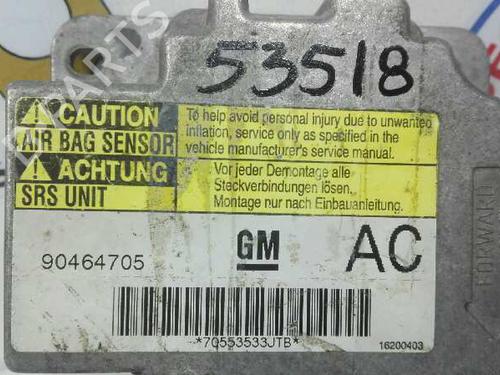 53518
CAUTION
AIR BAG SENSOR
ACHTUNG
SRS UNIT
To help avoid personal injury due to unwanted
inflation, service only as specified in the
vehicle manufacturer's service manual.
Vor jeder Demontage alle
Steckverbindungen lösen.
Montage nur nach Einbauanleitung.
90464705
GM
AC
*70553533JTB*
16200403
FORWARD